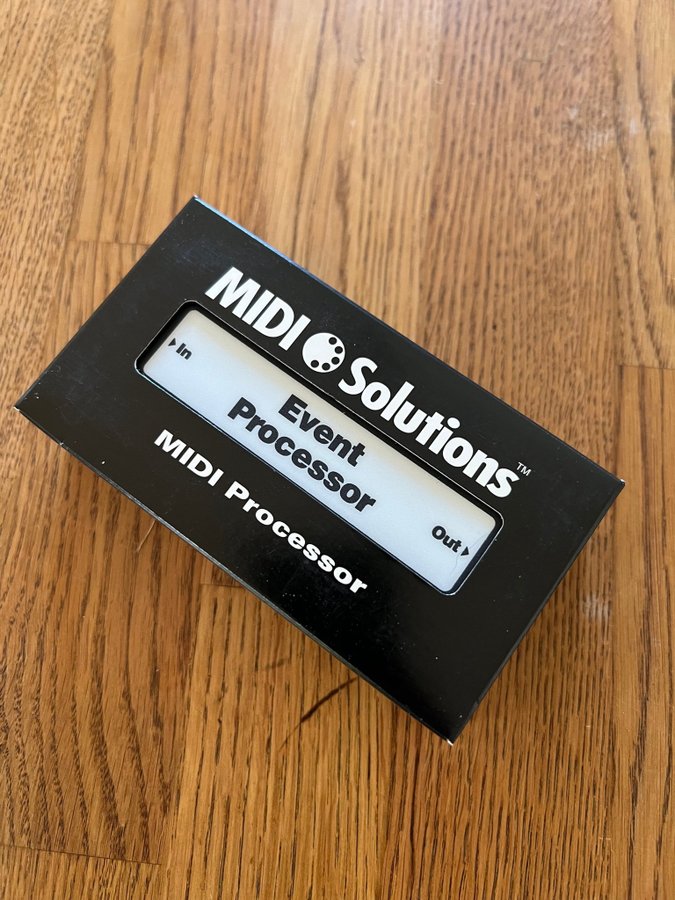 MIDI Solutions™
In
Event
Processor
Out
MIDI Processor